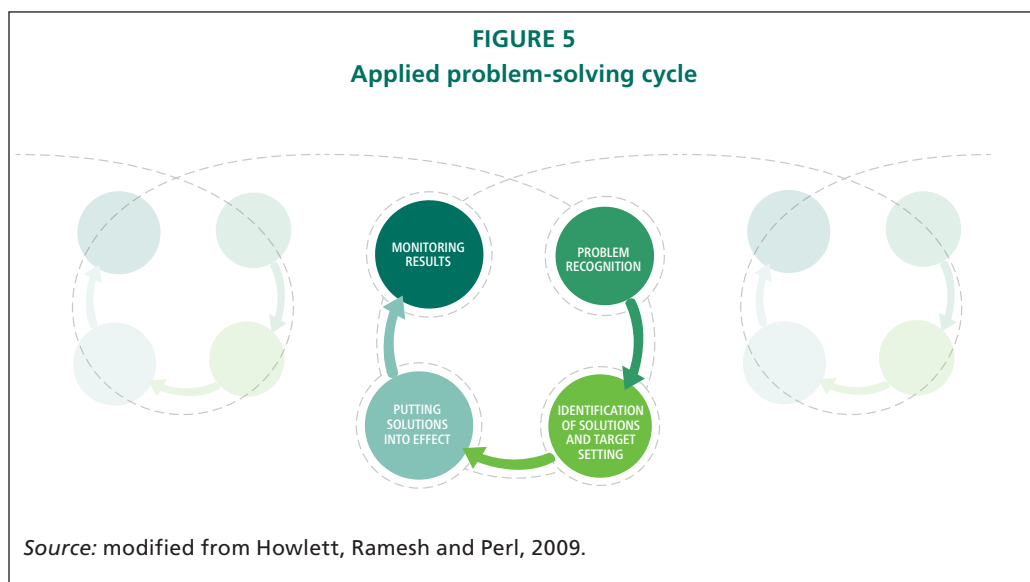 FIGURE 5
Applied problem-solving cycle
MONITORING
RESULTS
PROBLEM
RECOGNITION
PUTTING
SOLUTIONS
INTO EFFECT
IDENTIFICATION
OF SOLUTIONS
AND TARGET
SETTING
Source: modified from Howlett, Ramesh and Perl, 2009.